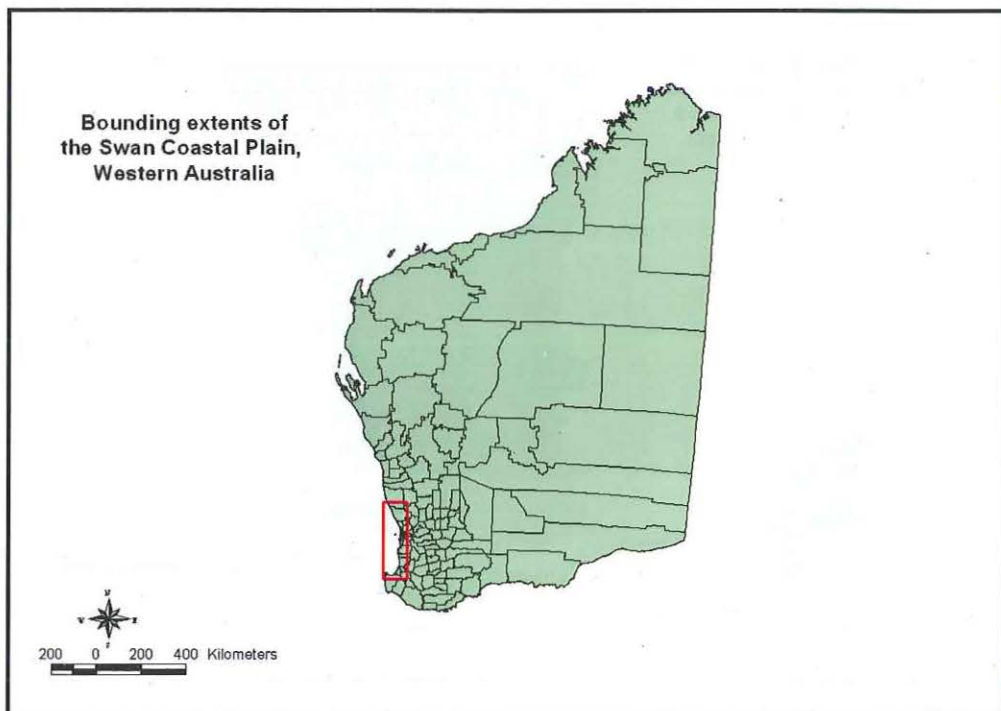 Bounding extents of
the Swan Coastal Plain,
Western Australia
N
W E
S
200 0 200 400 Kilometers